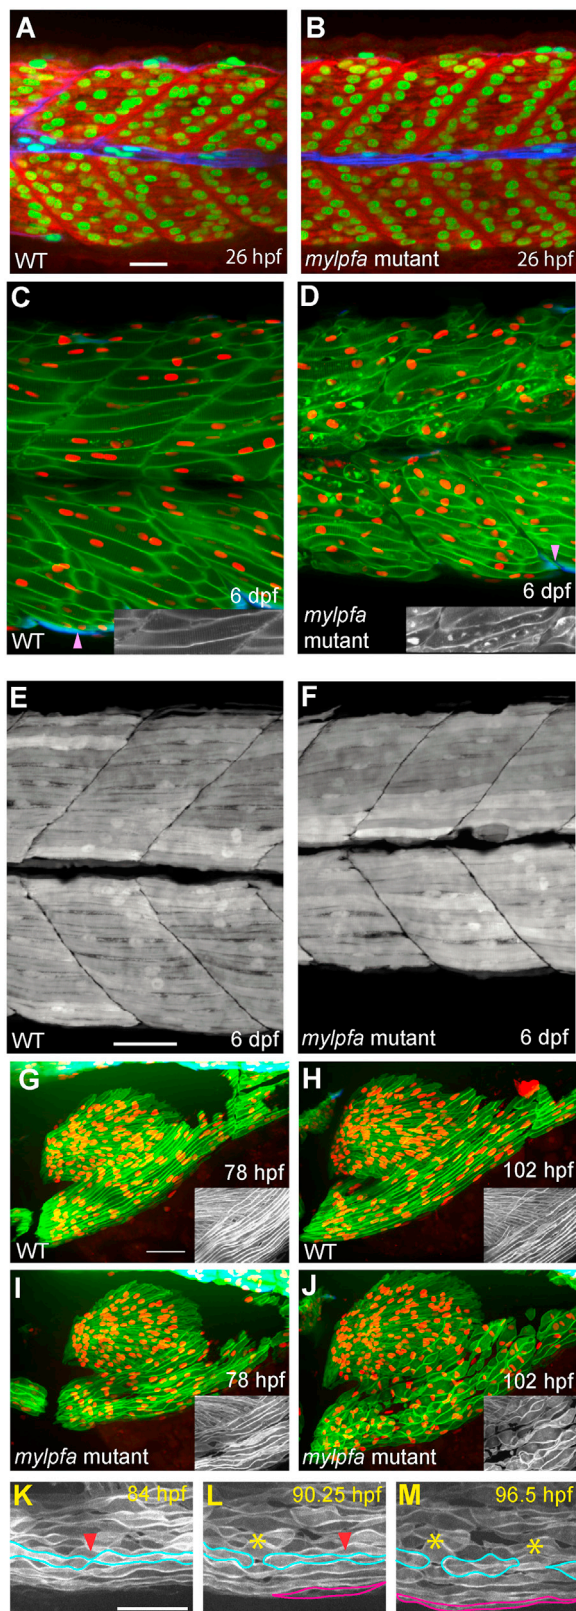 A
WT
26 hpf
B
mylpfa mutant
26 hpf
C
6 dpf
WT
D
6 dpf
mylpfa
mutant
E
WT
6 dpf
F
mylpfa mutant
6 dpf
G
78 hpf
WT
H
102 hpf
WT
I
78 hpf
mylpfa mutant
J
102 hpf
mylpfa mutant
K
84 hpf
L
90.25 hpf
*
M
96.5 hpf
*
*